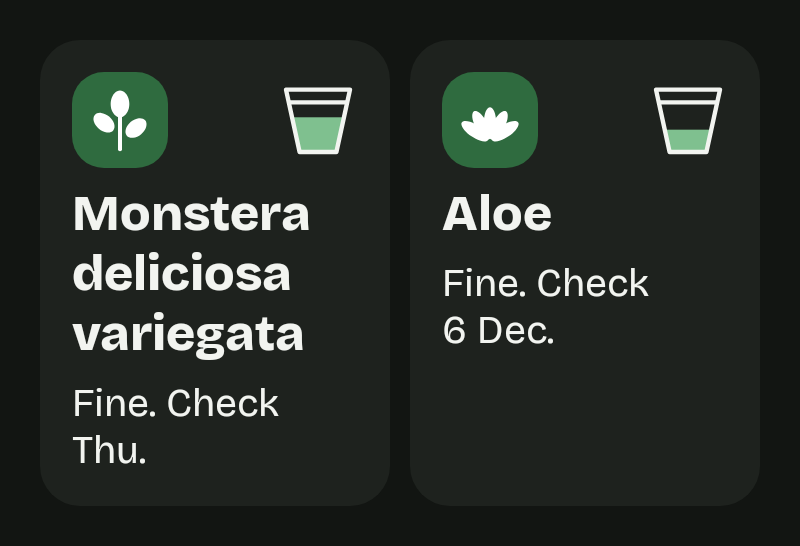 Monstera
deliciosa
variegata
Fine. Check
Thu.
Aloe
Fine. Check
6 Dec.